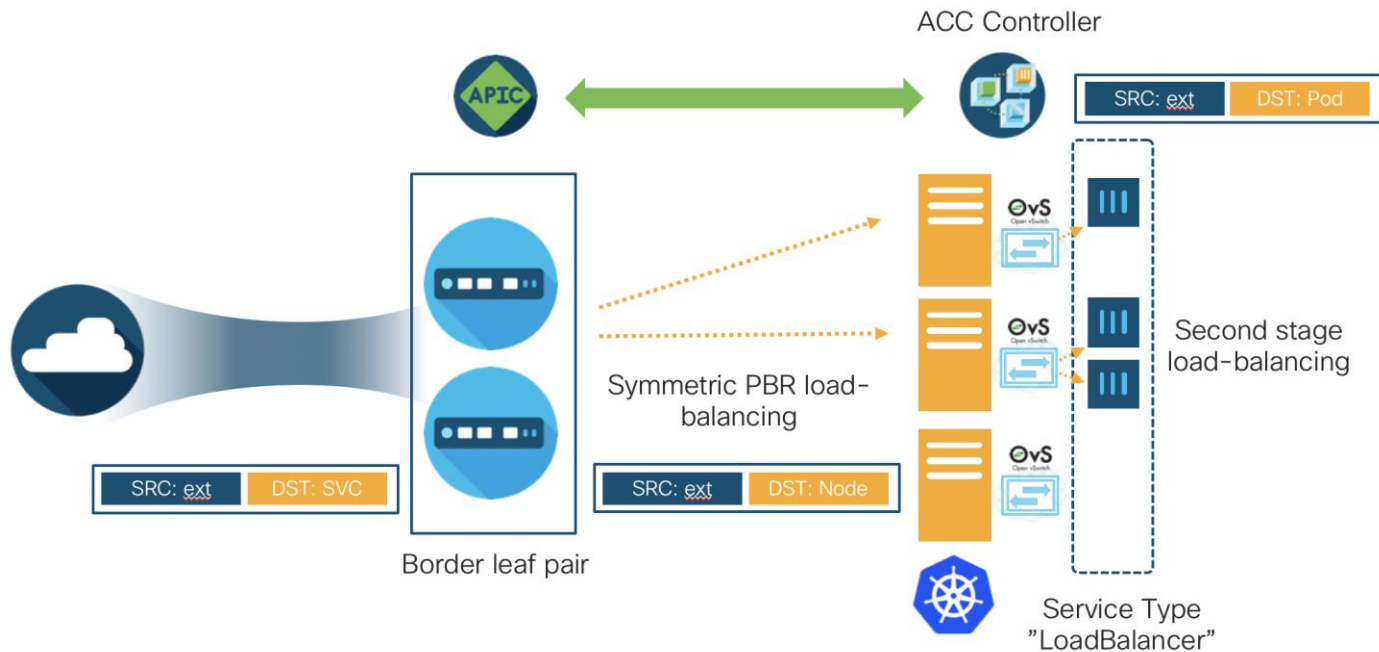 ACC Controller
APIC
SRC: ext
DST: Pod
OvS
Open vSwitch
OvS
Open vSwitch
Second stage
load-balancing
Symmetric PBR load-
balancing
OvS
Open vSwitch
SRC: ext
DST: SVC
SRC: ext
DST: Node
Border leaf pair
Service Type
"LoadBalancer"